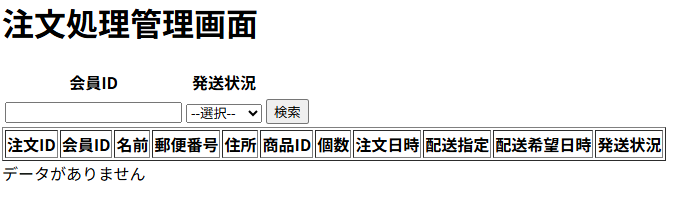 注文処理管理画面
会員ID 発送状況
--選択-- 検索
注文ID 会員ID 名前 郵便番号 住所 商品ID 個数 注文日時 配送指定 配送希望日時 発送状況
データがありません